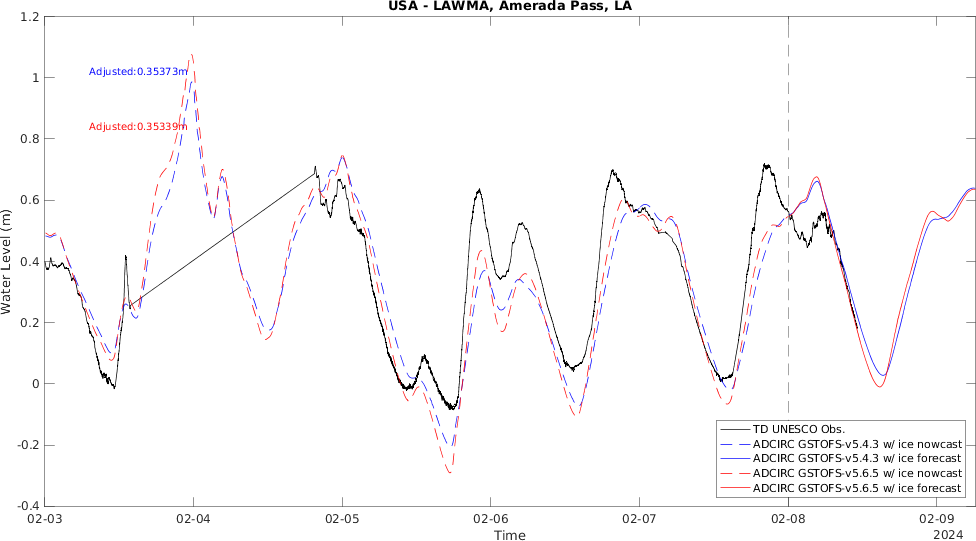 USA - LAWMA, Amerada Pass, LA
1.2
1
0.8
0.6
0.4
0.2
0
-0.2
-0.4
Water Level (m)
Adjusted:0.35373m
Adjusted:0.35339m
TD UNESCO Obs.
ADCIRC GSTOFS-v5.4.3 w/ ice nowcast
ADCIRC GSTOFS-v5.4.3 w/ ice forecast
ADCIRC GSTOFS-v5.6.5 w/ ice nowcast
ADCIRC GSTOFS-v5.6.5 w/ ice forecast
02-03 02-04 02-05 02-06 02-07 02-08 02-09
Time
2024